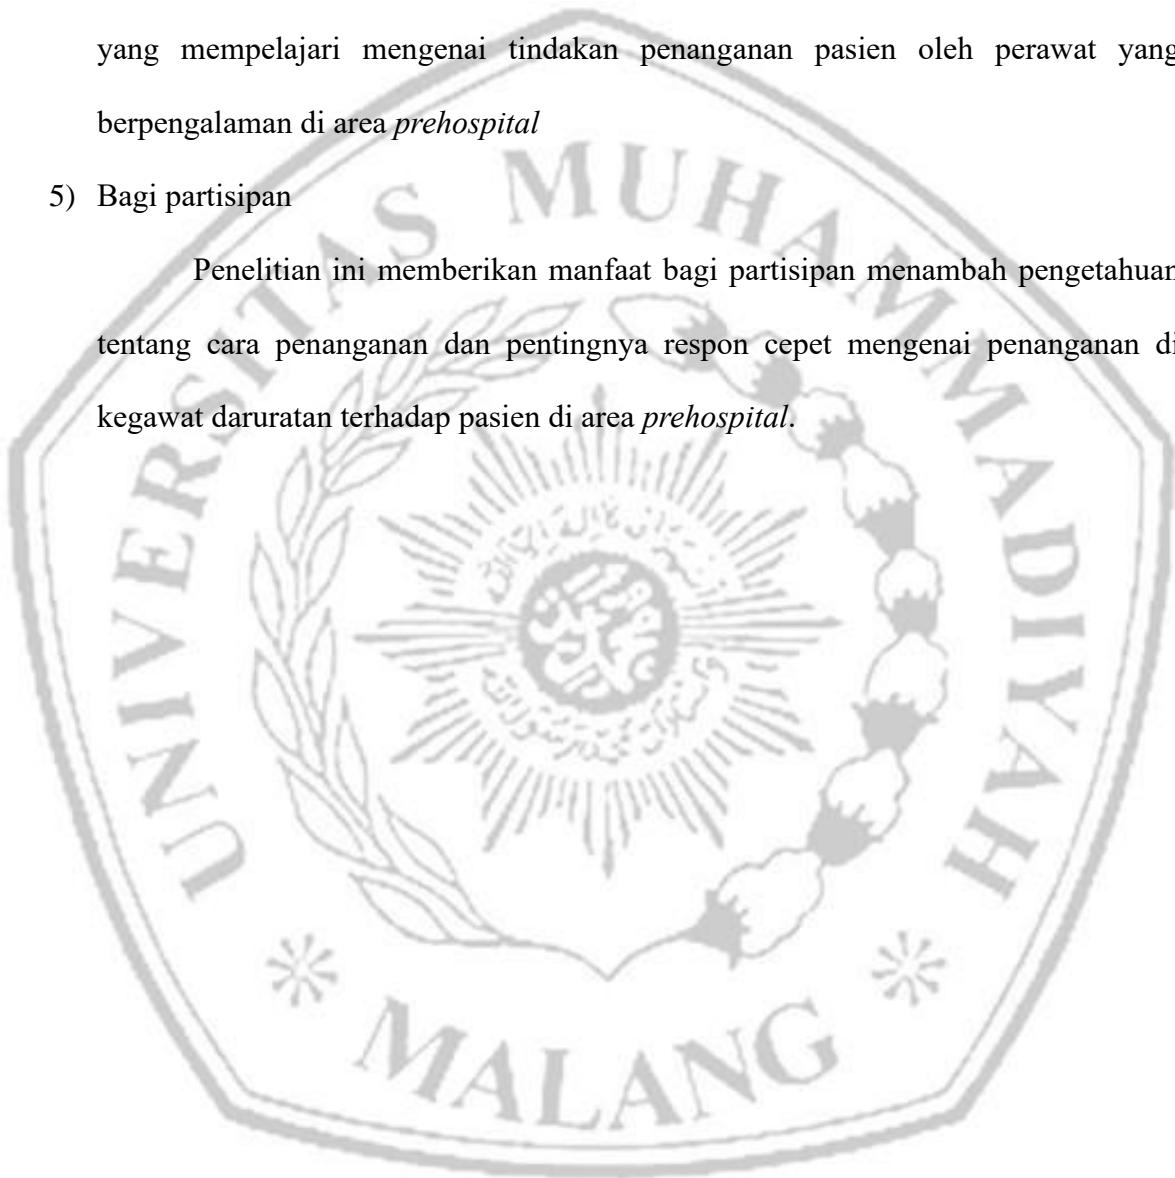 yang mempelajari mengenai tindakan penanganan pasien oleh perawat yang
berpengalaman di area prehospital
5) Bagi partisipan
Penelitian ini memberikan manfaat bagi partisipan menambah pengetahuan
tentang cara penanganan dan pentingnya respon cepet mengenai penanganan di
kegawat daruratan terhadap pasien di area prehospital.
UNIVERSITAS MUHAMMADIYAH
MALANG